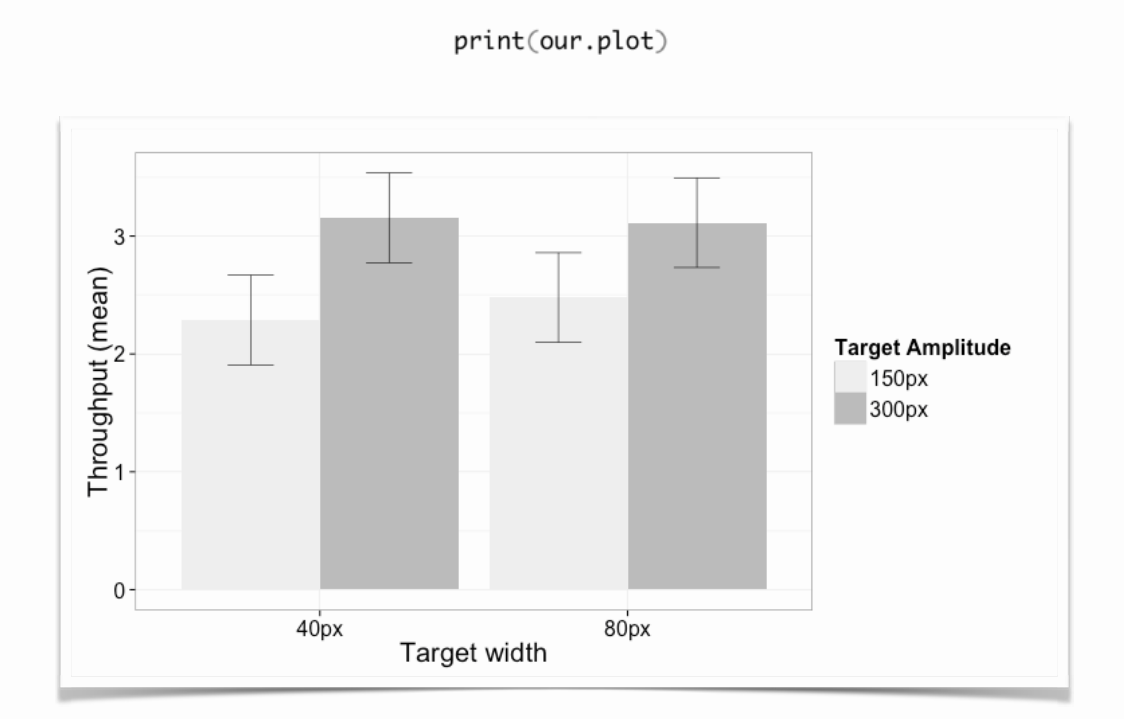 print(our.plot)
Throughput (mean)
3
2
1
0
40px
80px
Target width
Target Amplitude
150px
300px